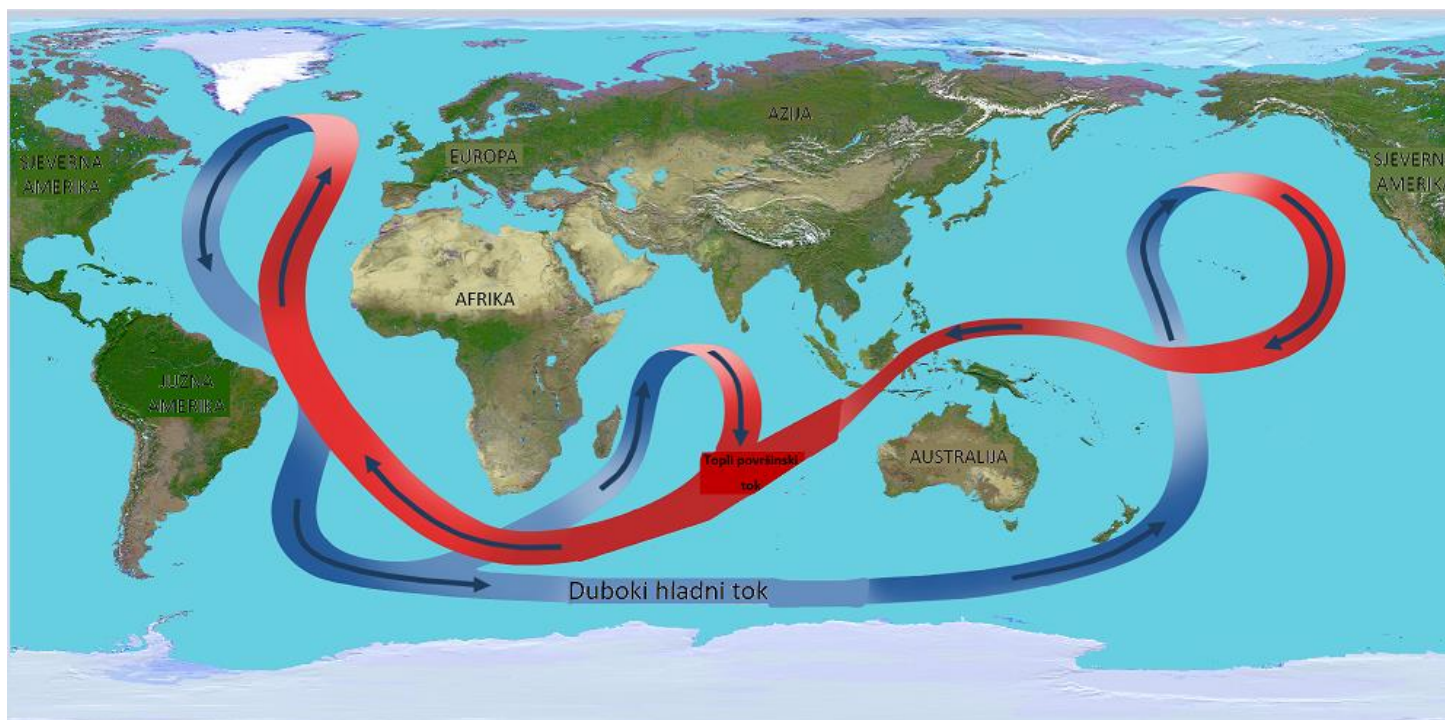 AZIJA
SJEVERNA
AMERIKA
EUROPA
SJEVERNA
AMERIKA
AFRIKA
JUŽNA
AMERIKA
AUSTRALIJA
Topli površinski
tok
Duboki hladni tok